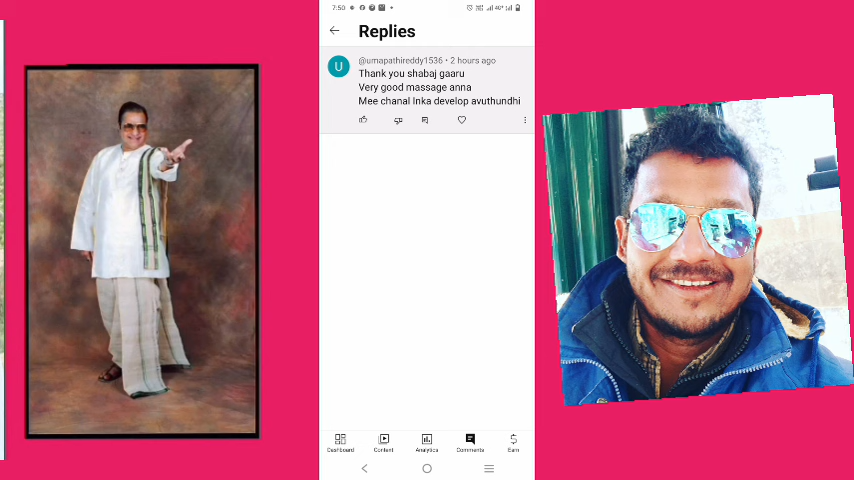 7:50
4G+
Replies
U
@umapathireddy1536 • 2 hours ago
Thank you shabaj gaaru
Very good massage anna
Mee chanal Inka develop avuthundhi
Dashboard Content Analytics Comments Earn